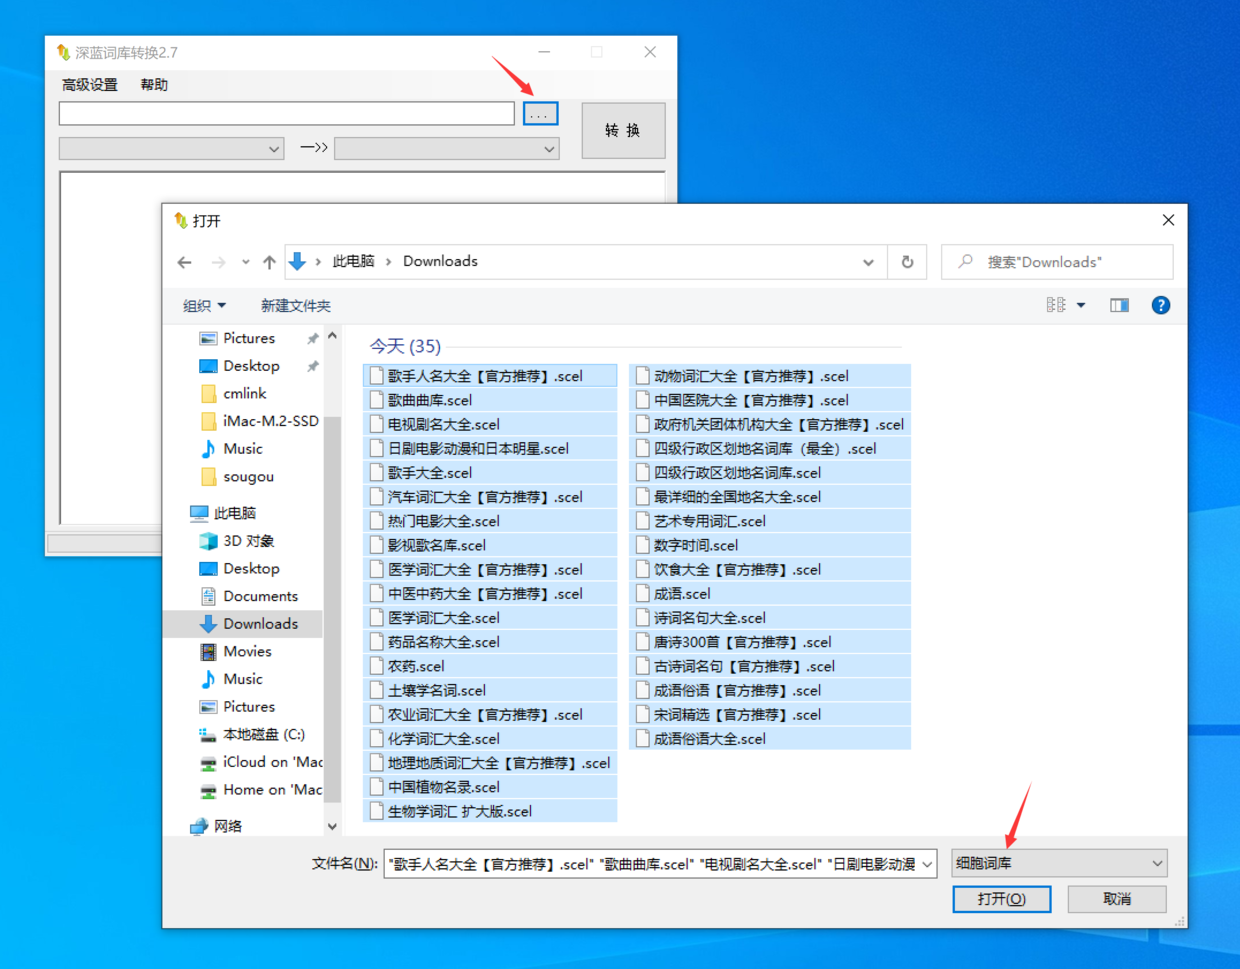 深蓝词库转换2.7
高级设置 帮助
...
转 换
—>>
打开
此电脑 › Downloads
搜索"Downloads"
组织
新建文件夹
Pictures
Desktop
cmlink
iMac-M.2-SSD
Music
sougou
此电脑
3D 对象
Desktop
Documents
Downloads
Movies
Music
Pictures
本地磁盘 (C:)
iCloud on 'Mac
Home on 'Mac
网络
今天 (35)
歌手人名大全【官方推荐】.scel
歌曲曲库.scel
电视剧名大全.scel
日剧电影动漫和日本明星.scel
歌手大全.scel
汽车词汇大全【官方推荐】.scel
热门电影大全.scel
影视歌名库.scel
医学词汇大全【官方推荐】.scel
中医中药大全【官方推荐】.scel
医学词汇大全.scel
药品名称大全.scel
农药.scel
土壤学名词.scel
农业词汇大全【官方推荐】.scel
化学词汇大全.scel
地理地质词汇大全【官方推荐】.scel
中国植物名录.scel
生物学词汇 扩大版.scel
动物词汇大全【官方推荐】.scel
中国医院大全【官方推荐】.scel
政府机关团体机构大全【官方推荐】.scel
四级行政区划地名词库（最全）.scel
四级行政区划地名词库.scel
最详细的全国地名大全.scel
艺术专用词汇.scel
数字时间.scel
饮食大全【官方推荐】.scel
成语.scel
诗词名句大全.scel
唐诗300首【官方推荐】.scel
古诗词名句【官方推荐】.scel
成语俗语【官方推荐】.scel
宋词精选【官方推荐】.scel
成语俗语大全.scel
文件名(N): "歌手人名大全【官方推荐】.scel" "歌曲曲库.scel" "电视剧名大全.scel" "日剧电影动漫
细胞词库
打开(O)
取消